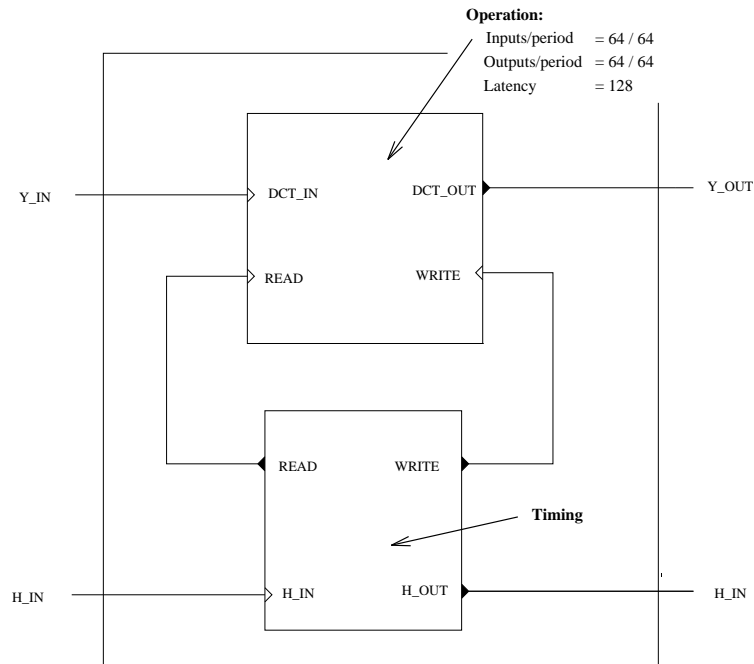 Operation:
Inputs/period = 64 / 64
Outputs/period = 64 / 64
Latency = 128
Y_IN
DCT_IN
DCT_OUT
Y_OUT
READ
WRITE
READ
WRITE
Timing
H_IN
H_IN
H_OUT
H_IN